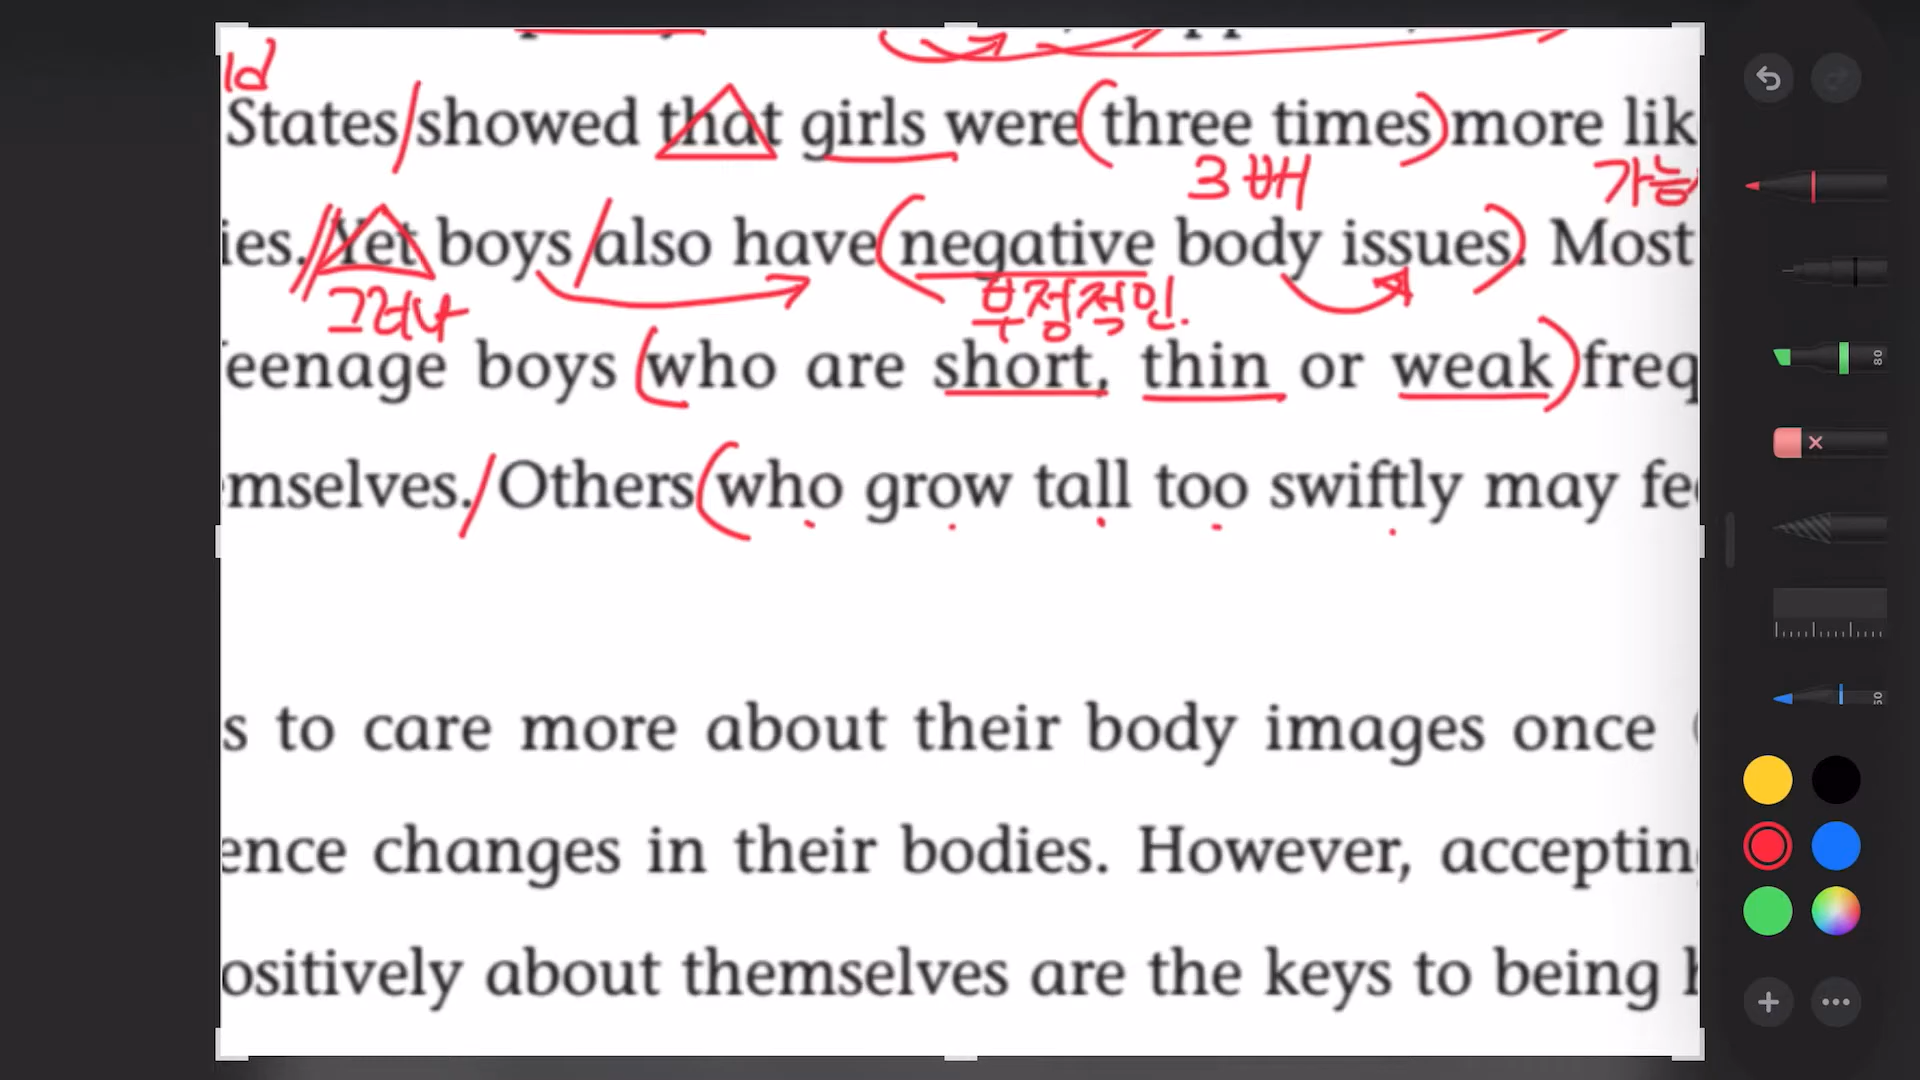 States showed that girls were three times more lik
3배 가능
ies. Yet boys also have negative body issues. Most
그러나 부정적인.
eenage boys who are short, thin or weak freq
mselves. Others who grow tall too swiftly may fe
s to care more about their body images once
ence changes in their bodies. However, acceptin
ositively about themselves are the keys to being h
80
50